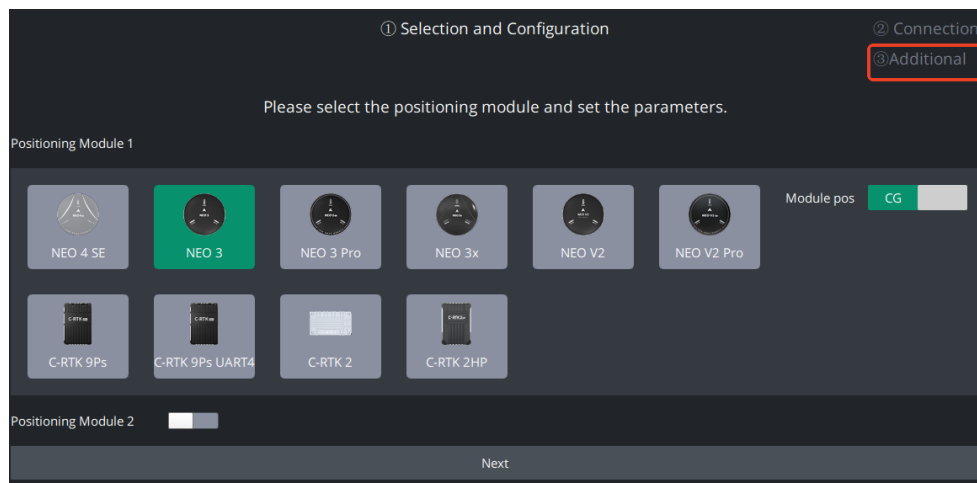 ① Selection and Configuration
② Connection
③Additional
Please select the positioning module and set the parameters.
Positioning Module 1
NEO 4 SE
NEO 3
NEO 3 Pro
NEO 3x
NEO V2
NEO V2 Pro
Module pos
CG
C-RTK 9Ps
C-RTK 9Ps UART4
C-RTK 2
C-RTK 2HP
Positioning Module 2
Next